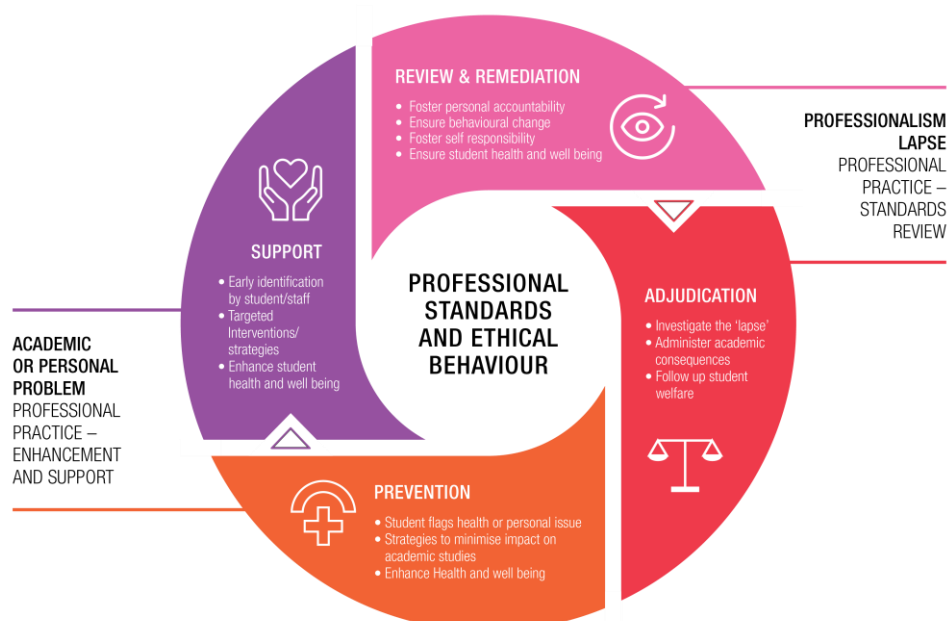 REVIEW & REMEDIATION
• Foster personal accountability
• Ensure behavioural change
• Foster self responsibility
• Ensure student health and well being
PROFESSIONALISM
LAPSE
PROFESSIONAL
PRACTICE –
STANDARDS
REVIEW
SUPPORT
• Early identification
by student/staff
• Targeted
Interventions/
strategies
• Enhance student
health and well being
PROFESSIONAL
STANDARDS
AND ETHICAL
BEHAVIOUR
ADJUDICATION
• Investigate the ‘lapse’
• Administer academic
consequences
• Follow up student
welfare
ACADEMIC
OR PERSONAL
PROBLEM
PROFESSIONAL
PRACTICE –
ENHANCEMENT
AND SUPPORT
PREVENTION
• Student flags health or personal issue
• Strategies to minimise impact on
academic studies
• Enhance Health and well being